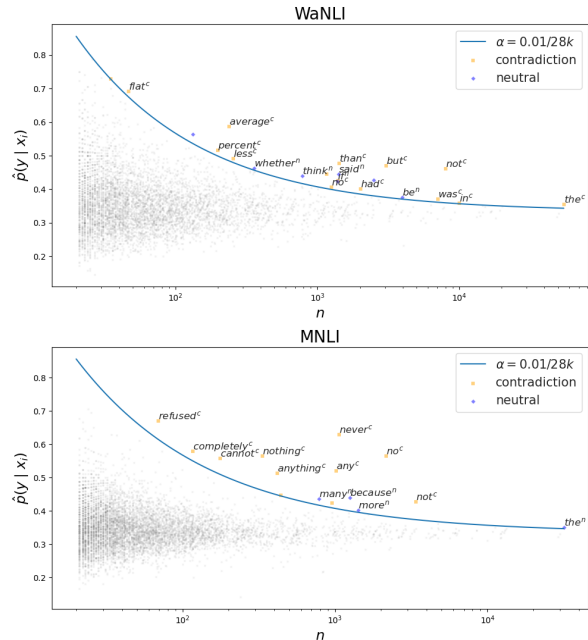 WaNLI
α = 0.01/28k
contradiction
neutral
0.8
0.7
0.6
0.5
0.4
0.3
0.2
p̂(y | xᵢ)
flatᶜ
averageᶜ
percentᶜ
lessᶜ
whetherⁿ
thinkⁿ
thanᶜ
saidⁿ
noᶜ
hadᶜ
butᶜ
notᶜ
beⁿ
wasᶜ
inᶜ
theᶜ
10²
10³
10⁴
n
MNLI
α = 0.01/28k
contradiction
neutral
0.8
0.7
0.6
0.5
0.4
0.3
0.2
p̂(y | xᵢ)
refusedᶜ
neverᶜ
completelyᶜ
cannotᶜ
nothingᶜ
noᶜ
anythingᶜ
anyᶜ
manyⁿ
becauseⁿ
moreⁿ
notᶜ
theⁿ
10²
10³
10⁴
n